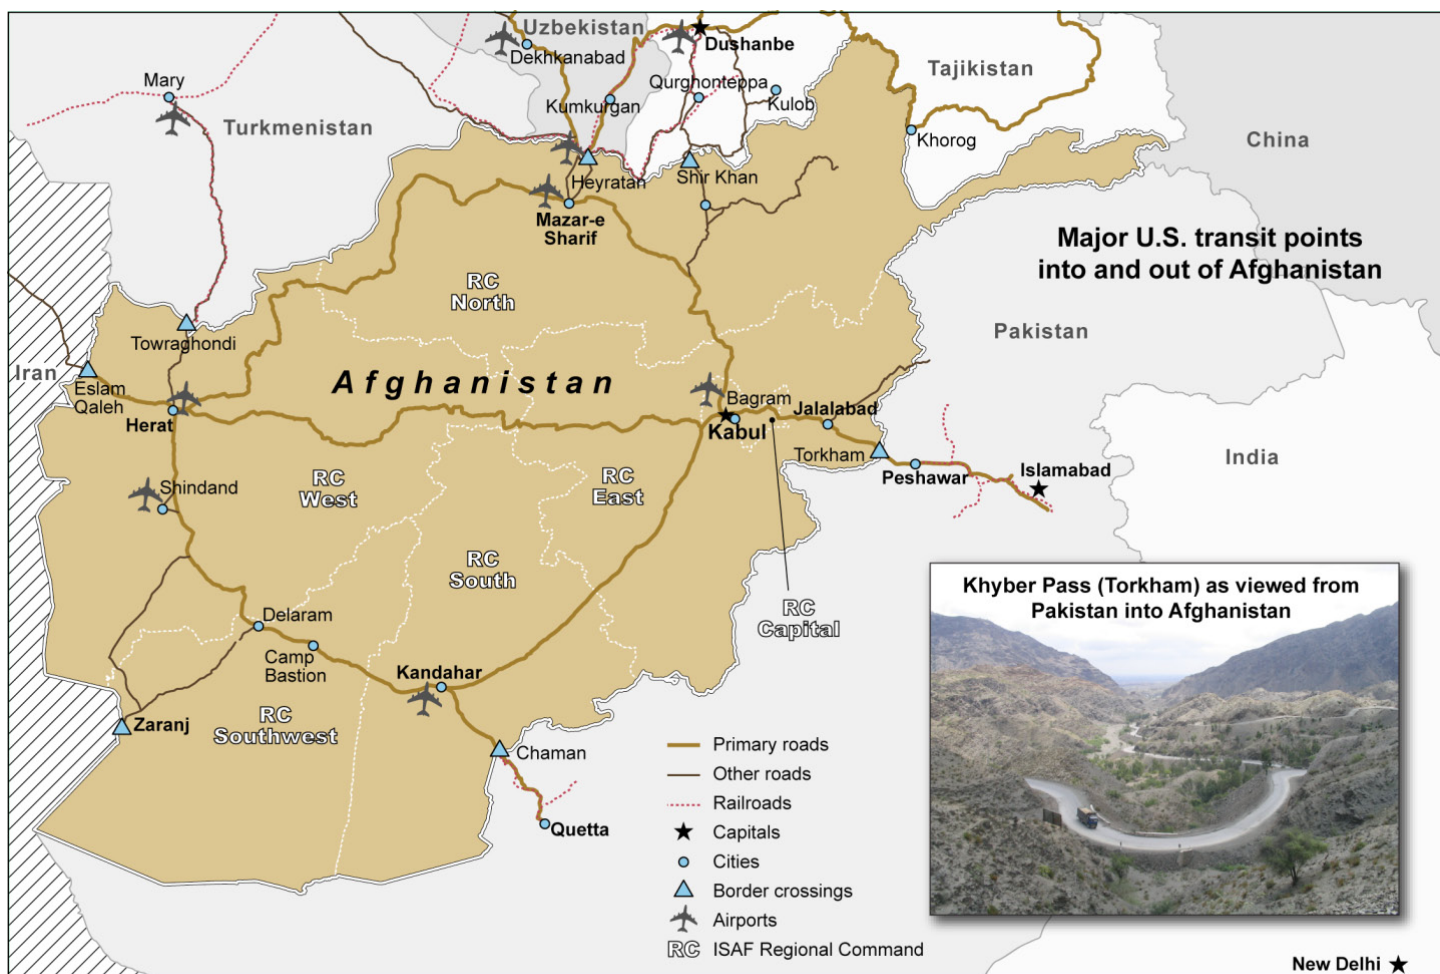 Uzbekistan
Dushanbe
Dekhkanabad
Mary
Qurghonteppa
Tajikistan
Kumkurgan
Kulob
Turkmenistan
Khorog
China
Heyratan
Shir Khan
Mazar-e
Sharif
Major U.S. transit points
into and out of Afghanistan
RC
North
Towraghondi
Pakistan
Iran
Afghanistan
Eslam
Qaleh
Bagram
Jalalabad
Herat
Kabul
Torkham
India
Islamabad
Peshawar
RC
West
RC
East
Shindand
RC
South
Khyber Pass (Torkham) as viewed from
Pakistan into Afghanistan
RC
Capital
Delaram
Camp
Bastion
Kandahar
Zaranj
RC
Southwest
Chaman
Quetta
Primary roads
Other roads
Railroads
Capitals
Cities
Border crossings
Airports
RC ISAF Regional Command
New Delhi